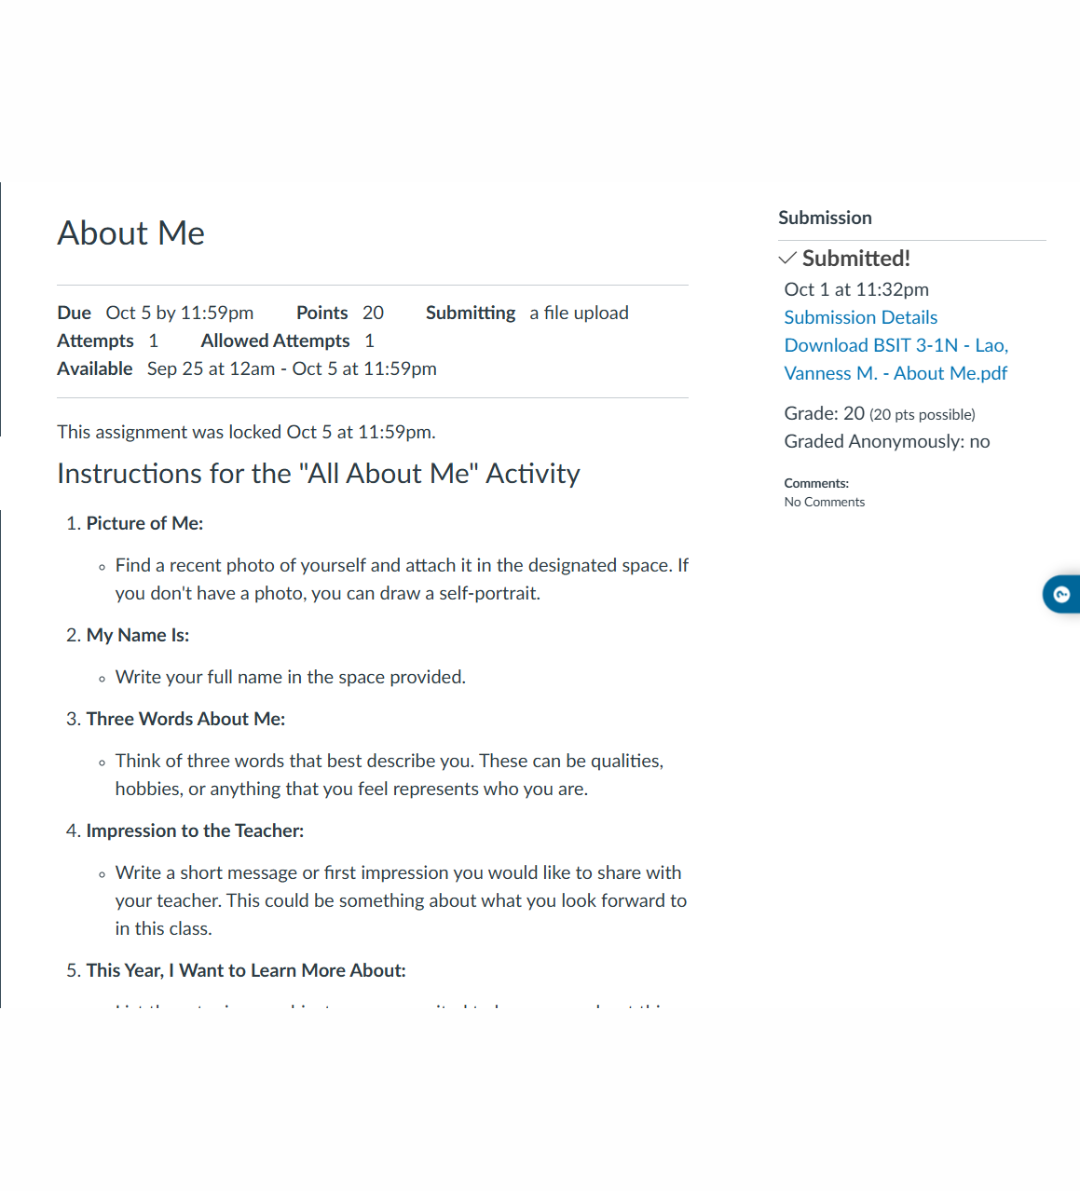 About Me
Due Oct 5 by 11:59pm Points 20 Submitting a file upload
Attempts 1 Allowed Attempts 1
Available Sep 25 at 12am - Oct 5 at 11:59pm
This assignment was locked Oct 5 at 11:59pm.
Instructions for the "All About Me" Activity
1. Picture of Me:
Find a recent photo of yourself and attach it in the designated space. If
you don't have a photo, you can draw a self-portrait.
2. My Name Is:
Write your full name in the space provided.
3. Three Words About Me:
Think of three words that best describe you. These can be qualities,
hobbies, or anything that you feel represents who you are.
4. Impression to the Teacher:
Write a short message or first impression you would like to share with
your teacher. This could be something about what you look forward to
in this class.
5. This Year, I Want to Learn More About:
Submission
Submitted!
Oct 1 at 11:32pm
Submission Details
Download BSIT 3-1N - Lao,
Vanness M. - About Me.pdf
Grade: 20 (20 pts possible)
Graded Anonymously: no
Comments:
No Comments